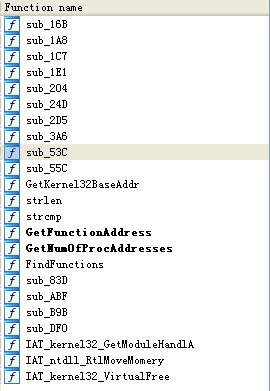 Function name
f sub_16B
f sub_1A8
f sub_1C7
f sub_1E1
f sub_204
f sub_24D
f sub_2D5
f sub_3A6
f sub_53C
f sub_55C
f GetKernel32BaseAddr
f strlen
f strcmp
f GetFunctionAddress
f GetNumOfProcAddresses
f FindFunctions
f sub_83D
f sub_ABF
f sub_B9B
f sub_DF0
f IAT_kernel32_GetModuleHandlA
f IAT_ntdll_RtlMoveMomery
f IAT_kernel32_VirtualFree